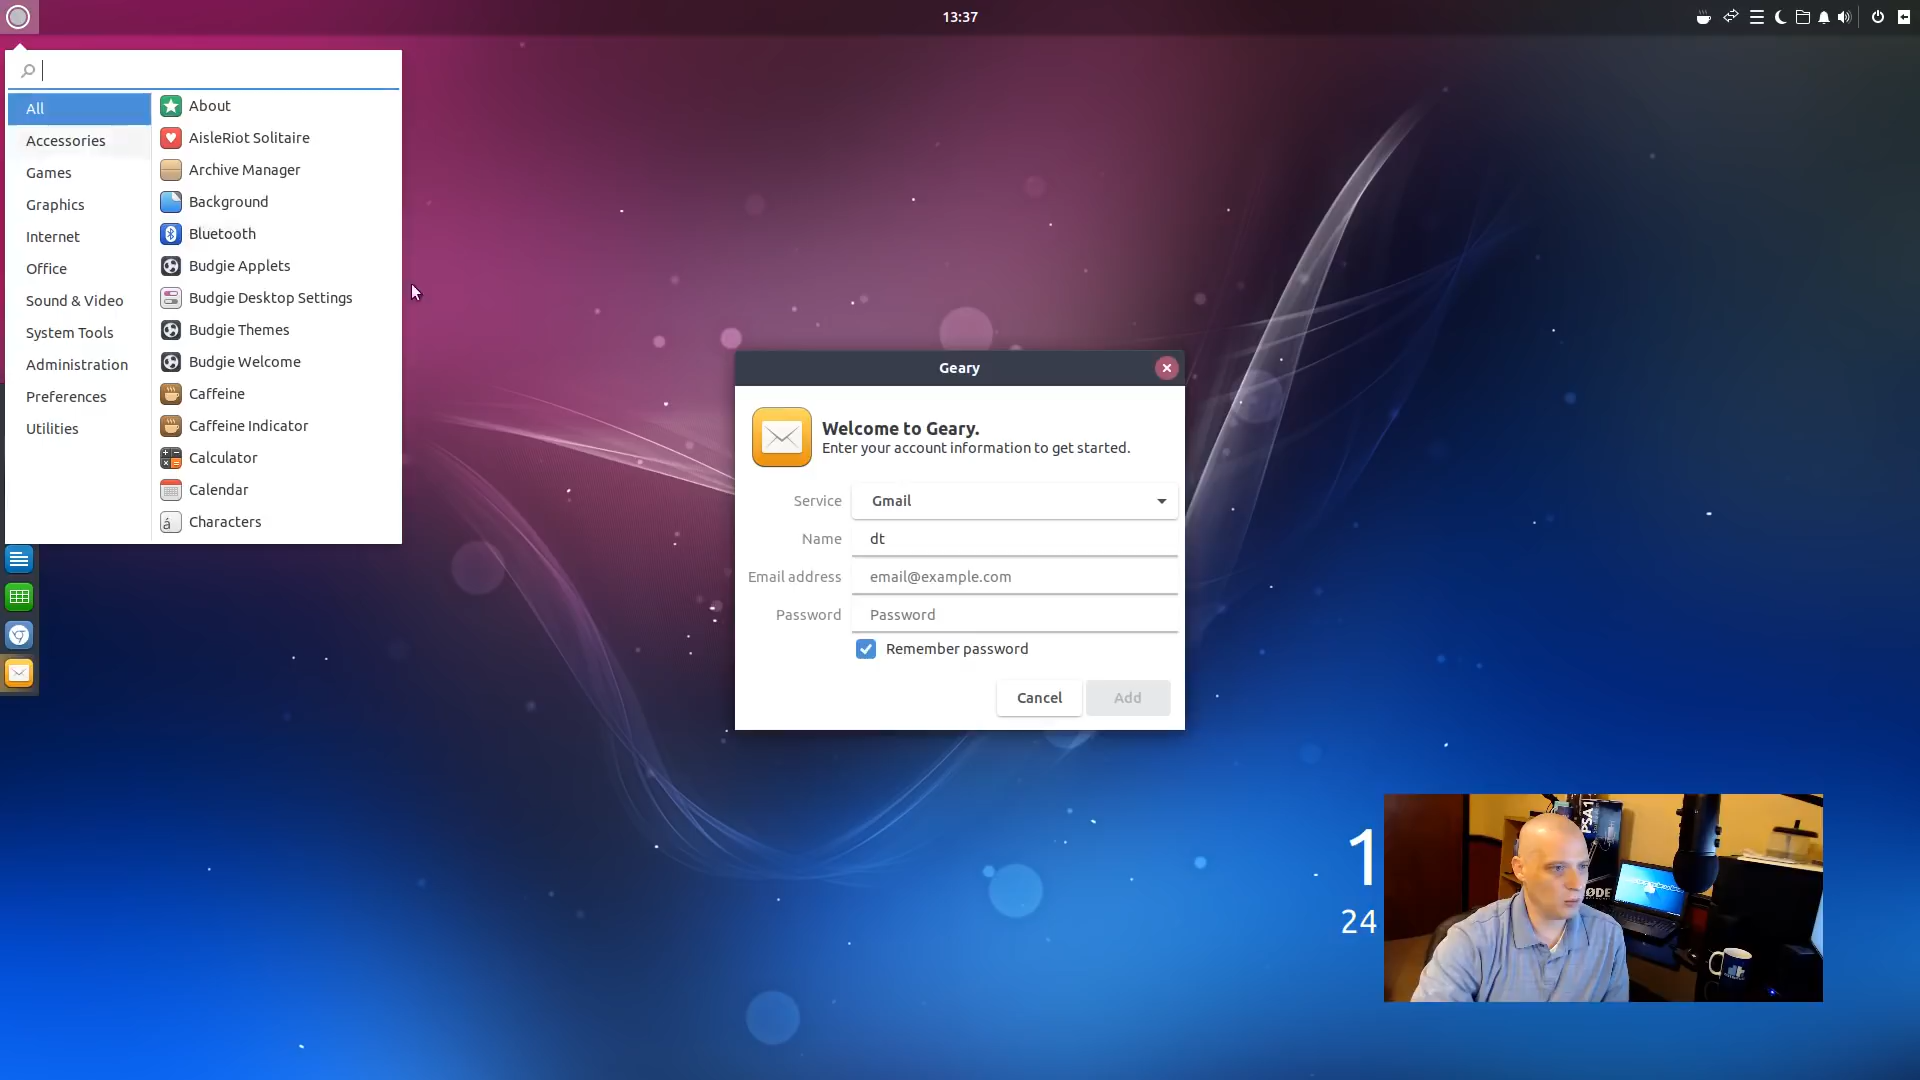 13:37
All
Accessories
Games
Graphics
Internet
Office
Sound & Video
System Tools
Administration
Preferences
Utilities
About
AisleRiot Solitaire
Archive Manager
Background
Bluetooth
Budgie Applets
Budgie Desktop Settings
Budgie Themes
Budgie Welcome
Caffeine
Caffeine Indicator
Calculator
Calendar
á Characters
Geary
Welcome to Geary.
Enter your account information to get started.
Service Gmail
Name dt
Email address email@example.com
Password Password
Remember password
Cancel Add
1
24
PSA 1
dt